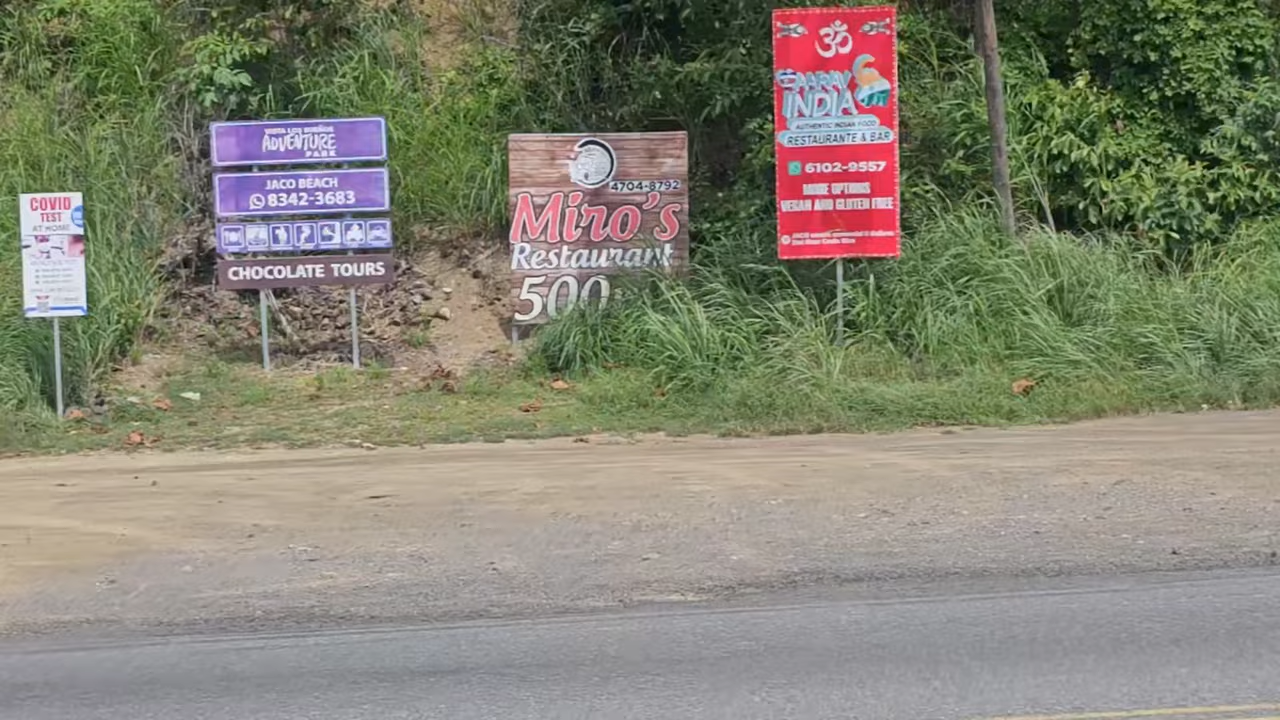 COVID
TEST
AT HOME
VISTA LOS SUEÑOS
ADVENTURE
PARK
JACO BEACH
8342-3683
CHOCOLATE TOURS
4704-8792
Miro's
Restaurant
500
ॐ
INDIA
AUTHENTIC INDIAN FOOD
RESTAURANTE & BAR
6102-9557
MORE OPTIONS
VEGAN AND GLUTEN FREE